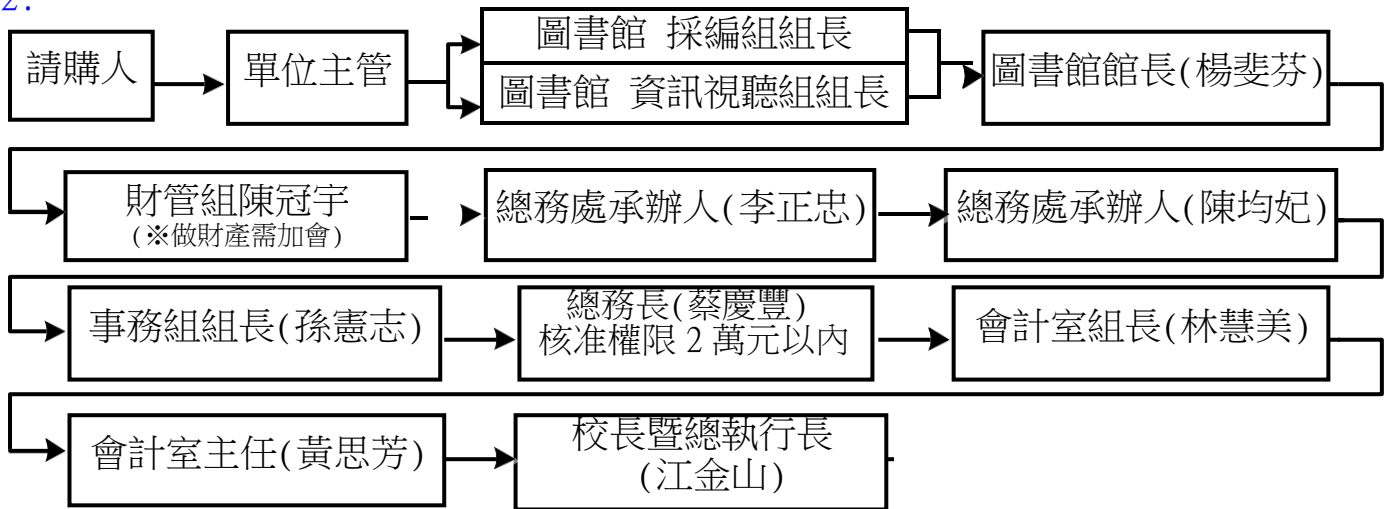 2.
請購人
單位主管
圖書館 採編組組長
圖書館 資訊視聽組組長
圖書館館長(楊斐芬)
財管組陳冠宇
(※做財產需加會)
總務處承辦人(李正忠)
總務處承辦人(陳均妃)
事務組組長(孫憲志)
總務長(蔡慶豐)
核准權限 2 萬元以內
會計室組長(林慧美)
會計室主任(黃思芳)
校長暨總執行長
(江金山)